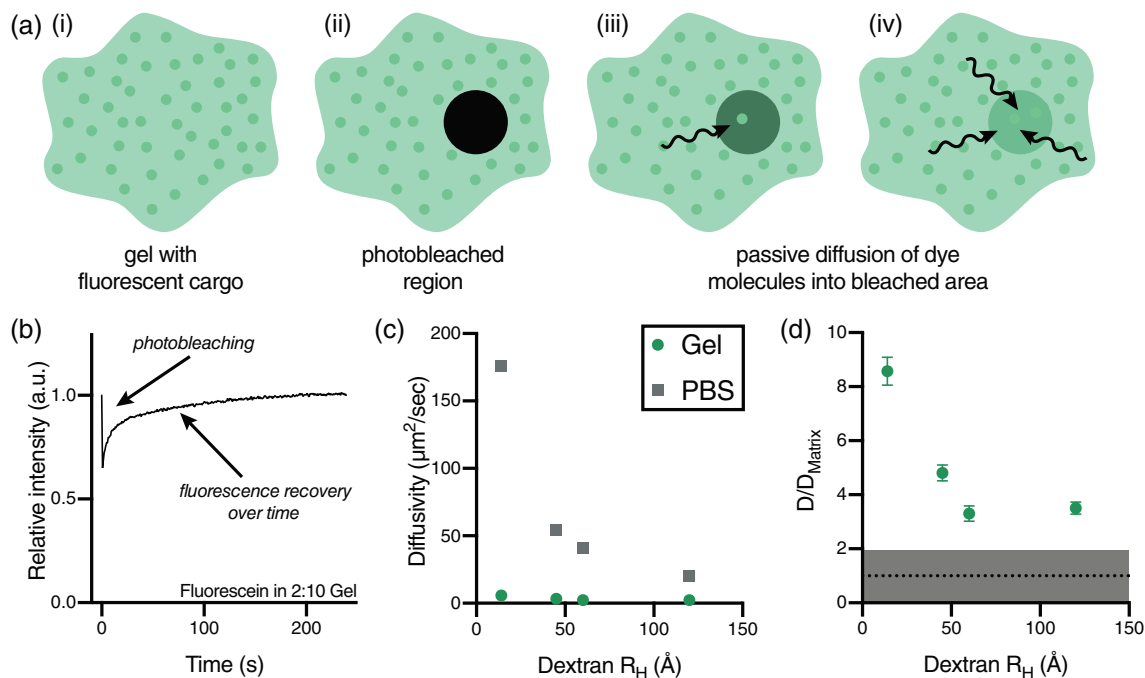 (a) (i) (ii) (iii) (iv)
gel with
fluorescent cargo
photobleached
region
passive diffusion of dye
molecules into bleached area
(b)
photobleaching
fluorescence recovery
over time
Fluorescein in 2:10 Gel
Relative intensity (a.u.)
1.0
0.5
0.0
0 100 200
Time (s)
(c)
Gel
PBS
Diffusivity (µm²/sec)
200
150
100
50
0
0 50 100 150
Dextran R_H (Å)
(d)
D/D_Matrix
10
8
6
4
2
0
0 50 100 150
Dextran R_H (Å)